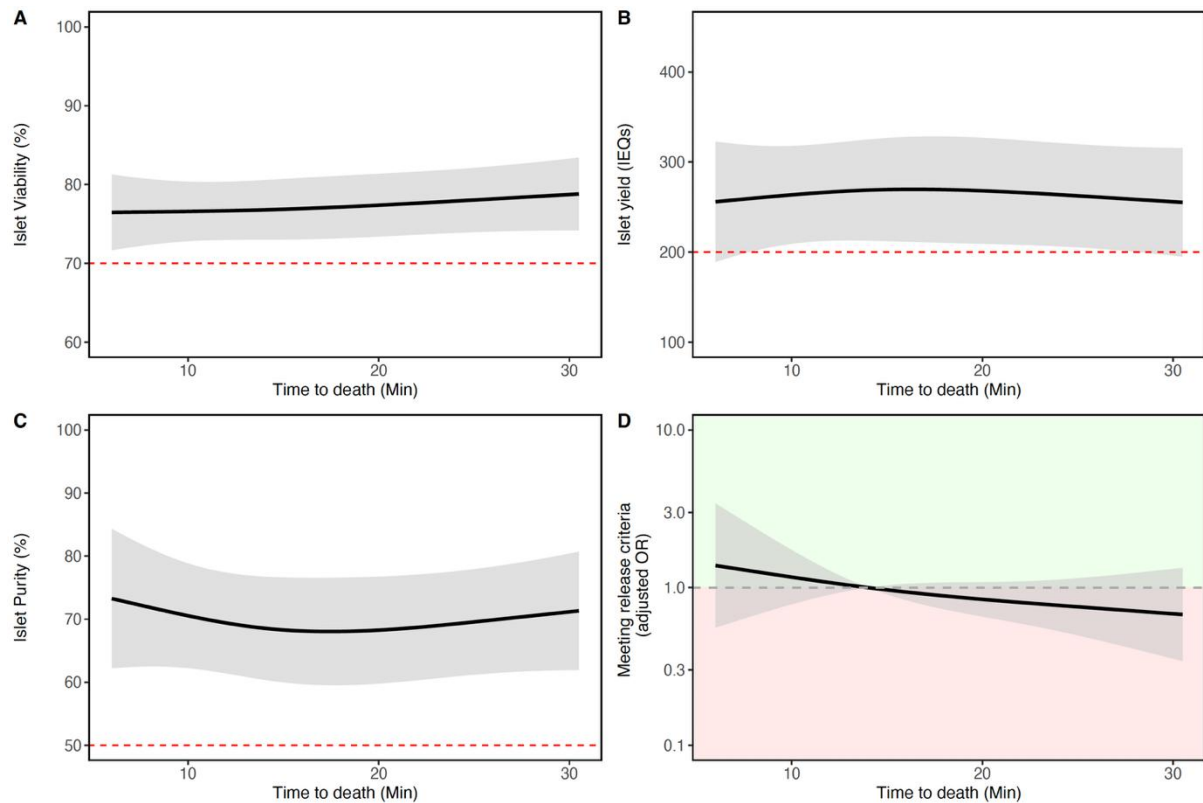 A
100
90
80
70
60
Islet Viability (%)
10
20
30
Time to death (Min)
B
400
300
200
100
Islet yield (IEQs)
10
20
30
Time to death (Min)
C
100
90
80
70
60
50
Islet Purity (%)
10
20
30
Time to death (Min)
D
10.0
3.0
1.0
0.3
0.1
Meeting release criteria
(adjusted OR)
10
20
30
Time to death (Min)